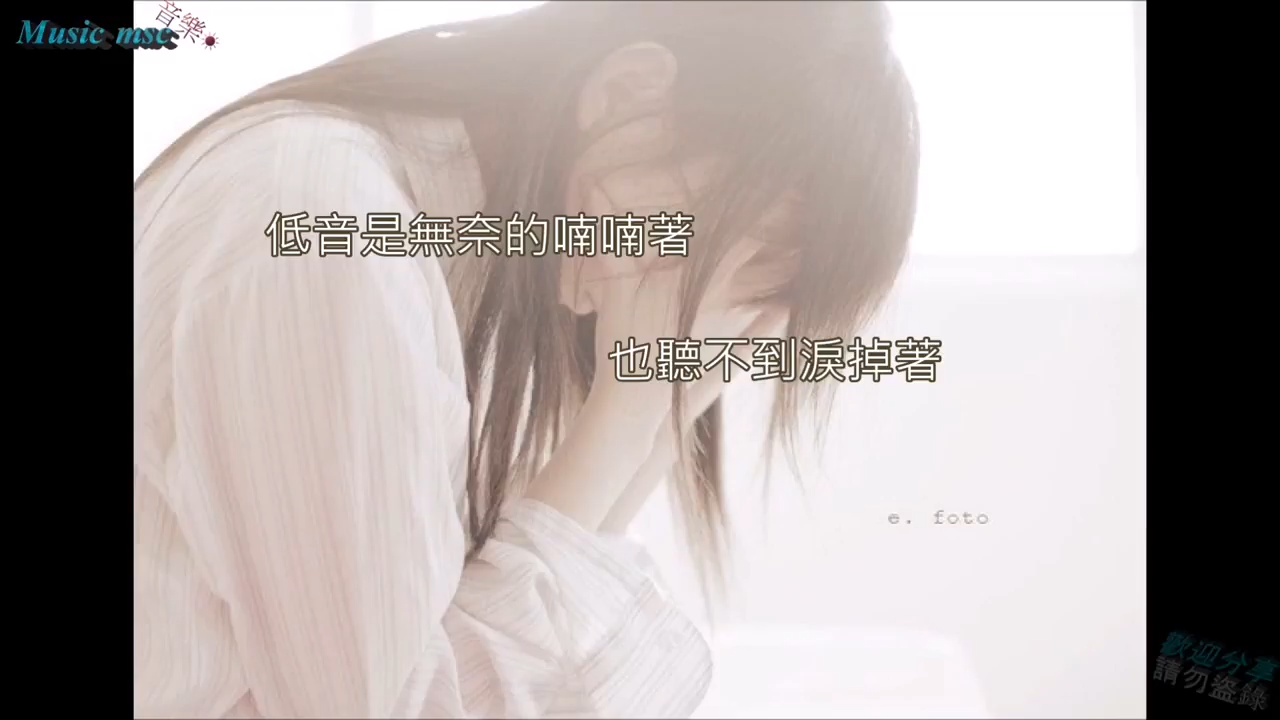 Music msc
音樂
低音是無奈的喃喃著
也聽不到淚掉著
e. foto
歡迎分享
請勿盜錄